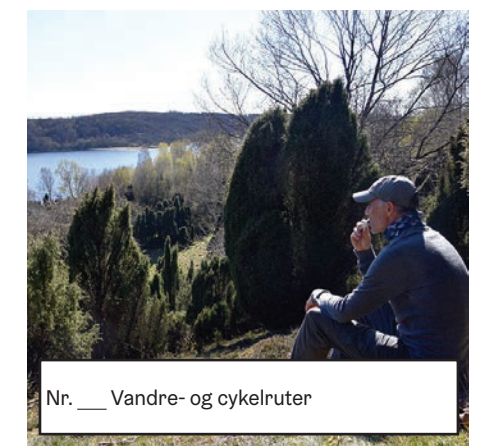 Nr. ___ Vandre- og cykelruter